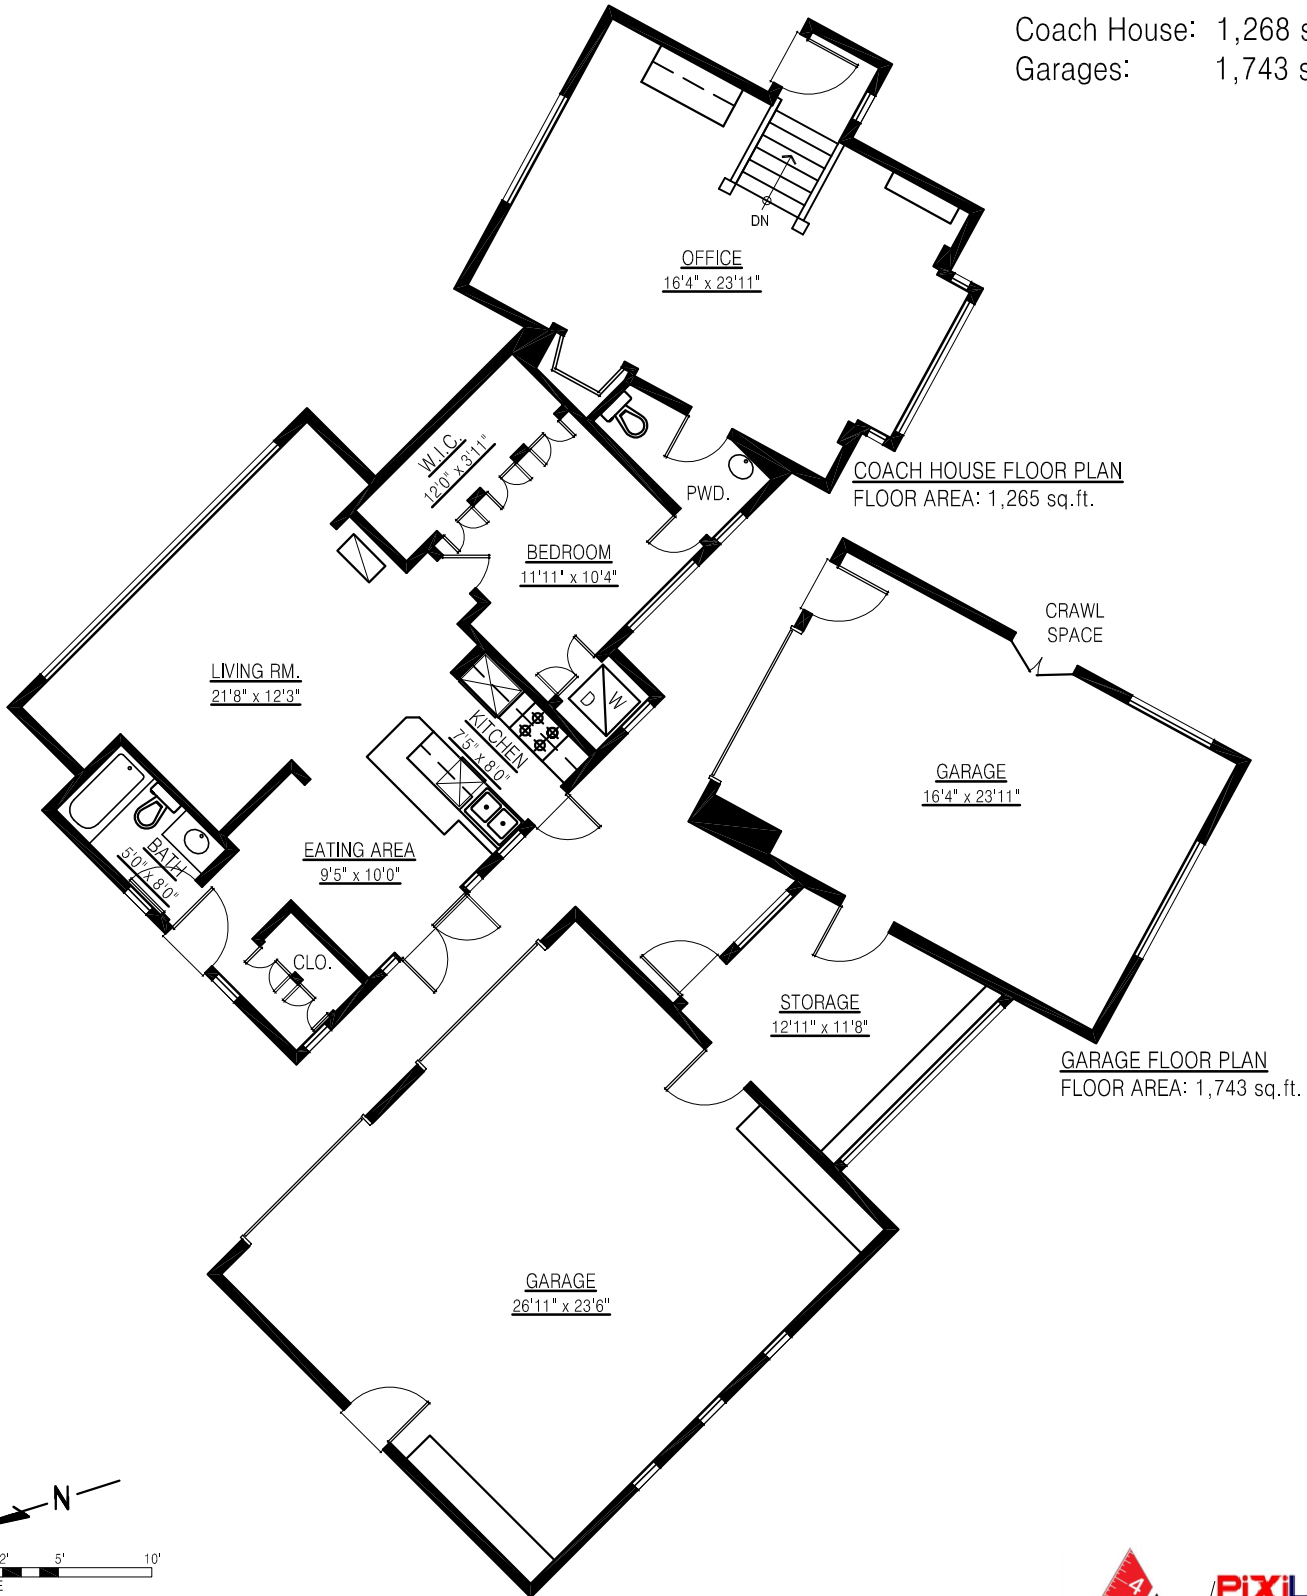 Coach House: 1,268 s
Garages: 1,743 s
DN
OFFICE
16'4" x 23'11"
COACH HOUSE FLOOR PLAN
FLOOR AREA: 1,265 sq.ft.
W.I.C.
12'0" x 3'11"
PWD.
BEDROOM
11'11' x 10'4"
CRAWL
SPACE
LIVING RM.
21'8" x 12'3"
D W
KITCHEN
7'5" x 8'0"
GARAGE
16'4" x 23'11"
EATING AREA
9'5" x 10'0"
BATH
5'0" x 8'0"
CLO.
STORAGE
12'11" x 11'8"
GARAGE FLOOR PLAN
FLOOR AREA: 1,743 sq.ft.
GARAGE
26'11" x 23'6"
N
2' 5' 10'
4
PiXiL